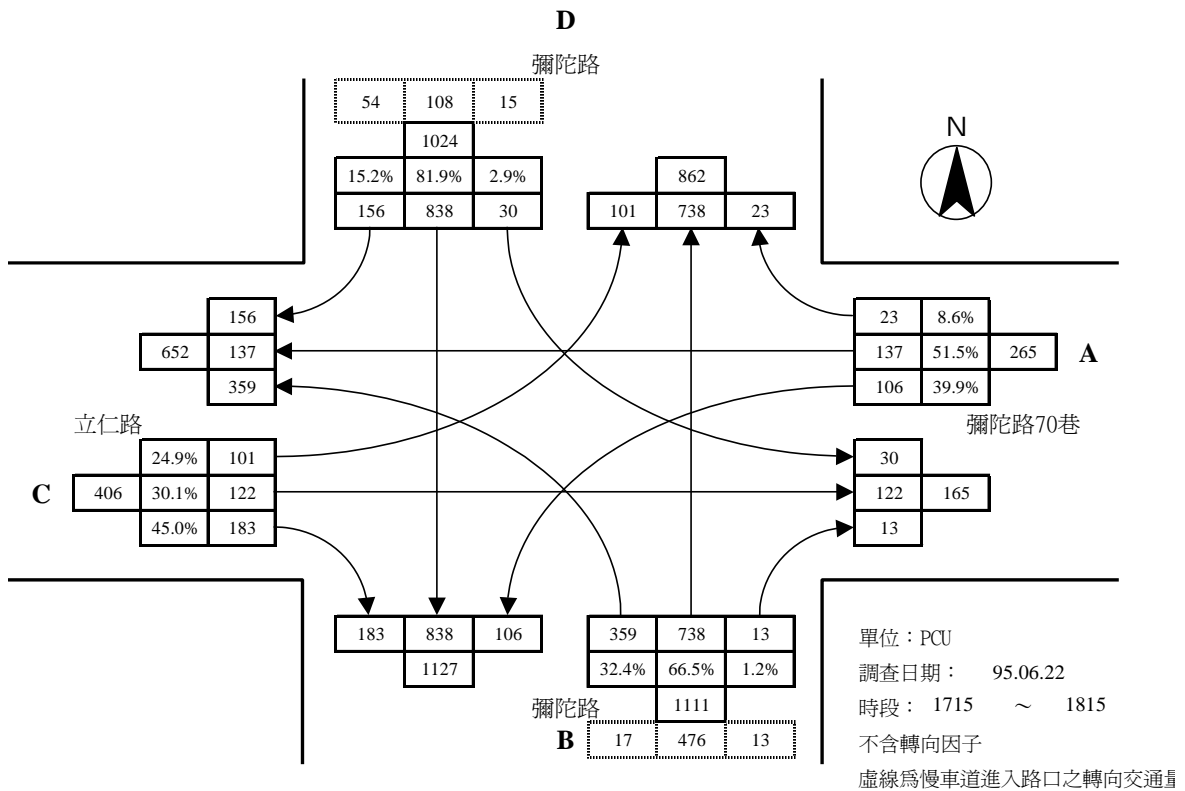 D
彌陀路
54 108 15
1024
15.2% 81.9% 2.9%
156 838 30
862
101 738 23
N
156
652 137
359
23 8.6%
137 51.5% 265
106 39.9%
A
彌陀路70巷
立仁路
C
24.9% 101
406 30.1% 122
45.0% 183
30
122 165
13
183 838 106
1127
359 738 13
32.4% 66.5% 1.2%
1111
彌陀路
B
17 476 13
單位：PCU
調查日期： 95.06.22
時段： 1715 ～ 1815
不含轉向因子
虛線爲慢車道進入路口之轉向交通量